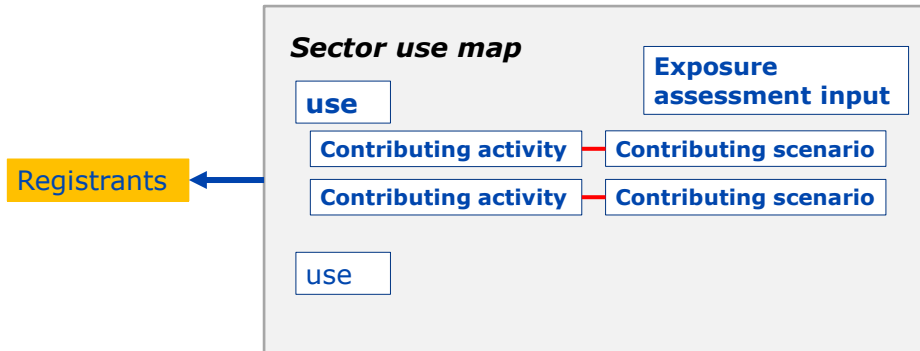 Sector use map
Exposure
assessment input
use
Contributing activity
Contributing scenario
Registrants
Contributing activity
Contributing scenario
use